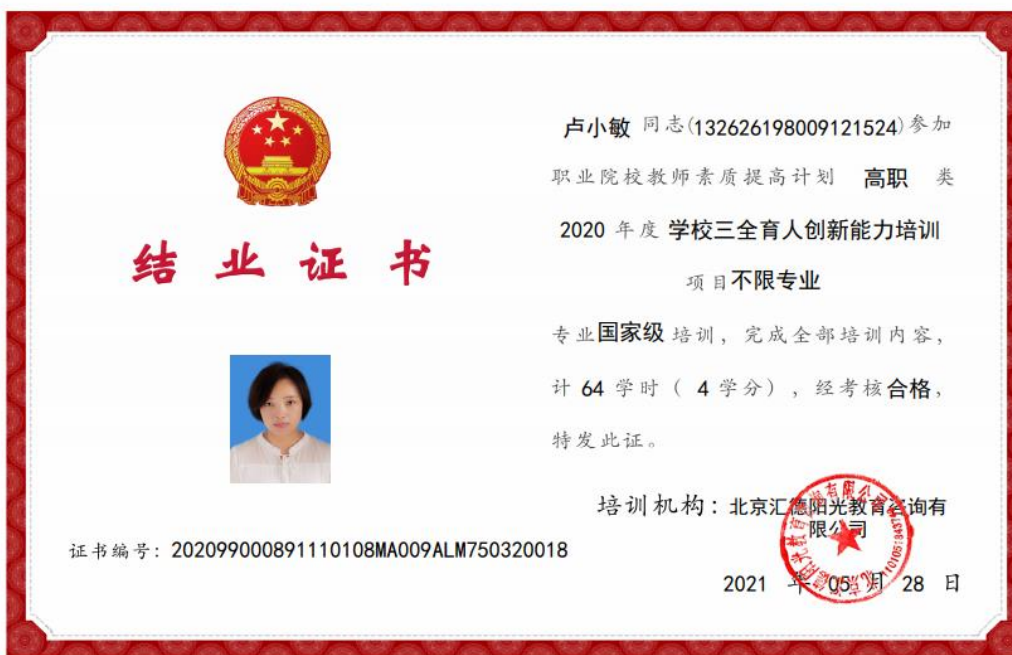 结业证书
证书编号：202099000891110108MA009ALM750320018
卢小敏 同志(132626198009121524)参加
职业院校教师素质提高计划 高职 类
2020 年度 学校三全育人创新能力培训
项目不限专业
专业国家级 培训，完成全部培训内容，
计 64 学时（ 4 学分），经考核合格，
特发此证。
培训机构：北京汇德阳光教育咨询有
限公司
2021 年 05 月 28 日